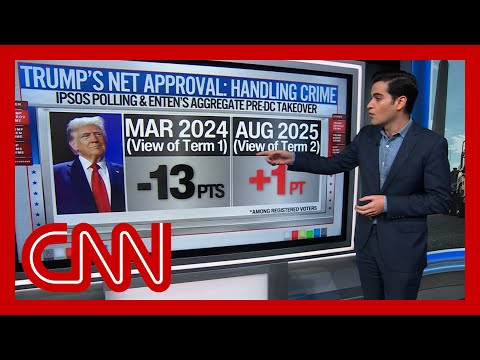 TRUMP'S NET APPROVAL: HANDLING CRIME
IPSOS POLLING & ENTEN'S AGGREGATE PRE-DC TAKEOVER
MAR 2024
(View of Term 1)
-13 PTS
AUG 2025
(View of Term 2)
+1 PT
*AMONG REGISTERED VOTERS
CNN